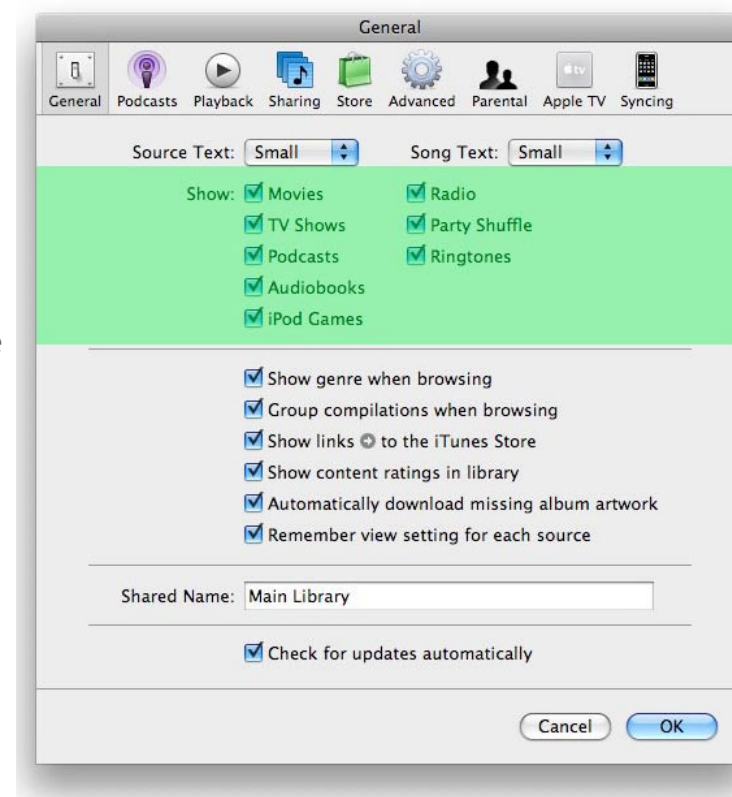 General
General Podcasts Playback Sharing Store Advanced Parental Apple TV Syncing
Source Text: Small Song Text: Small
Show: Movies Radio
TV Shows Party Shuffle
Podcasts Ringtones
Audiobooks
iPod Games
Show genre when browsing
Group compilations when browsing
Show links to the iTunes Store
Show content ratings in library
Automatically download missing album artwork
Remember view setting for each source
Shared Name: Main Library
Check for updates automatically
Cancel OK